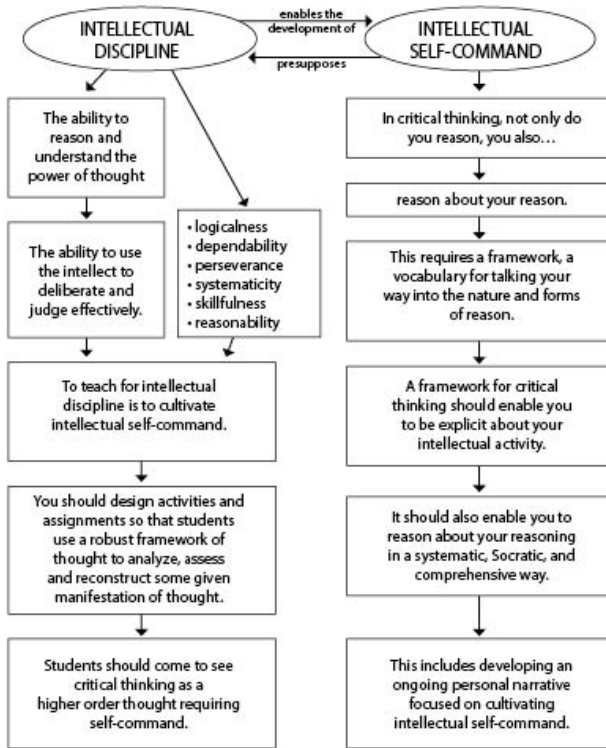 INTELLECTUAL
DISCIPLINE
enables the
development of
presupposes
INTELLECTUAL
SELF-COMMAND
The ability to
reason and
understand the
power of thought
The ability to use
the intellect to
deliberate and
judge effectively.
• logicalness
• dependability
• perseverance
• systematicity
• skillfulness
• reasonability
To teach for intellectual
discipline is to cultivate
intellectual self-command.
You should design activities and
assignments so that students
use a robust framework of
thought to analyze, assess
and reconstruct some given
manifestation of thought.
Students should come to see
critical thinking as a
higher order thought requiring
self-command.
In critical thinking, not only do
you reason, you also…
reason about your reason.
This requires a framework, a
vocabulary for talking your
way into the nature and forms
of reason.
A framework for critical
thinking should enable you
to be explicit about your
intellectual activity.
It should also enable you to
reason about your reasoning
in a systematic, Socratic, and
comprehensive way.
This includes developing an
ongoing personal narrative
focused on cultivating
intellectual self-command.